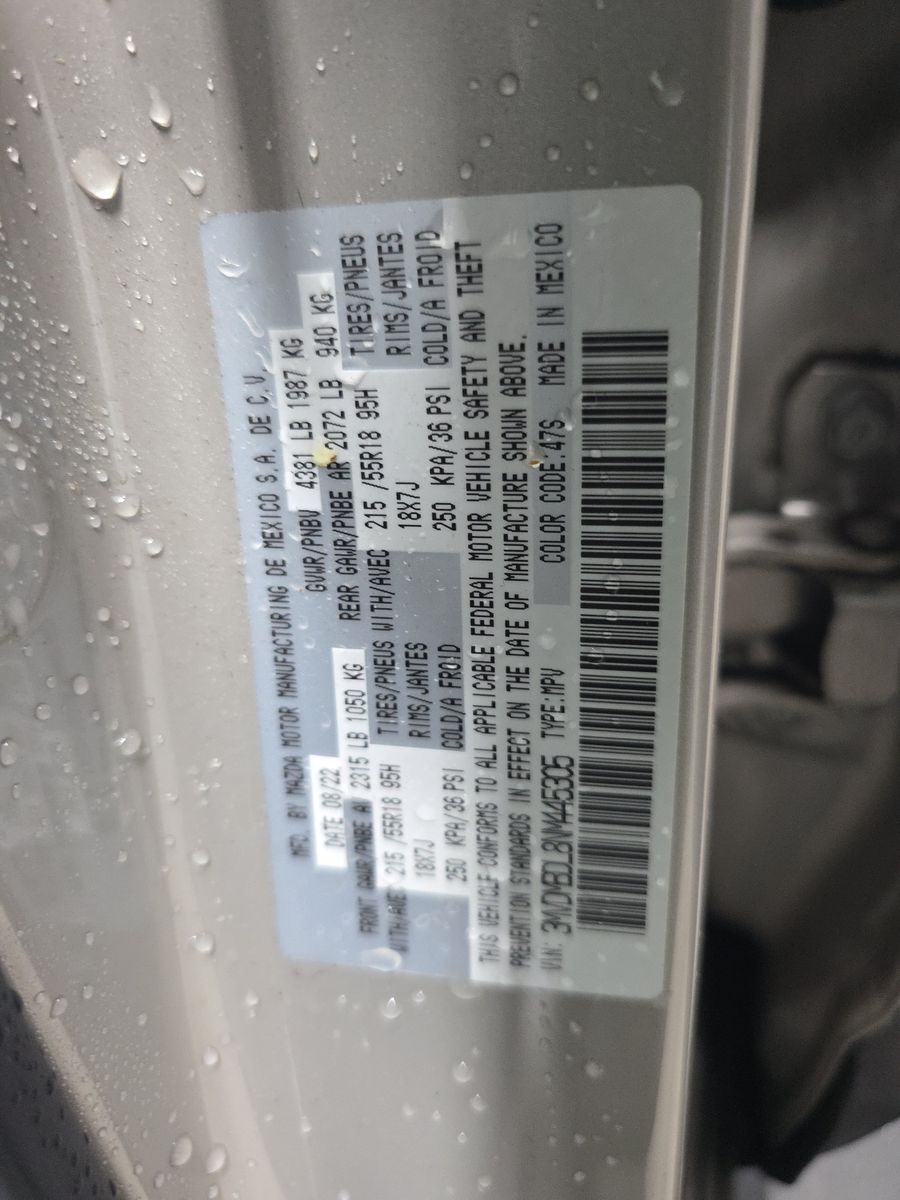 MFD. BY MAZDA MOTOR MANUFACTURING DE MEXICO S.A. DE C.V.
DATE 08/22 GVWR/PNBV 4381 LB 1987 KG
FRONT GAWR/PNBE AV 2315 LB 1050 KG REAR GAWR/PNBE AR 2072 LB 940 KG
WITH/AVEC 215 /55R18 95H TIRES/PNEUS WITH/AVEC 215 /55R18 95H TIRES/PNEUS
18X7J RIMS/JANTES 18X7J RIMS/JANTES
250 KPA/36 PSI COLD/A FROID 250 KPA/36 PSI COLD/A FROID
THIS VEHICLE CONFORMS TO ALL APPLICABLE FEDERAL MOTOR VEHICLE SAFETY AND THEFT
PREVENTION STANDARDS IN EFFECT ON THE DATE OF MANUFACTURE SHOWN ABOVE.
VIN: 3MVDMBDL8NM445305 TYPE:MPV COLOR CODE:47S MADE IN MEXICO